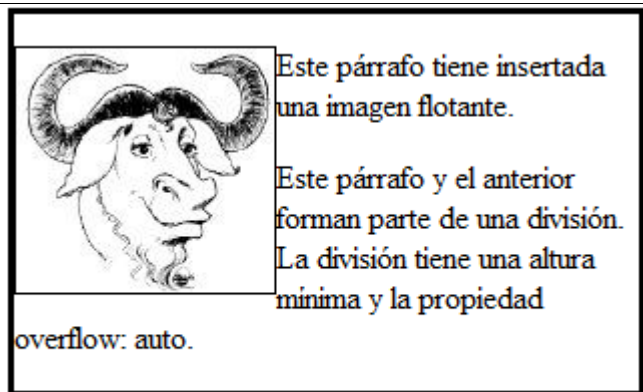 Este párrafo tiene insertada
una imagen flotante.
Este párrafo y el anterior
forman parte de una división.
La división tiene una altura
mínima y la propiedad
overflow: auto.